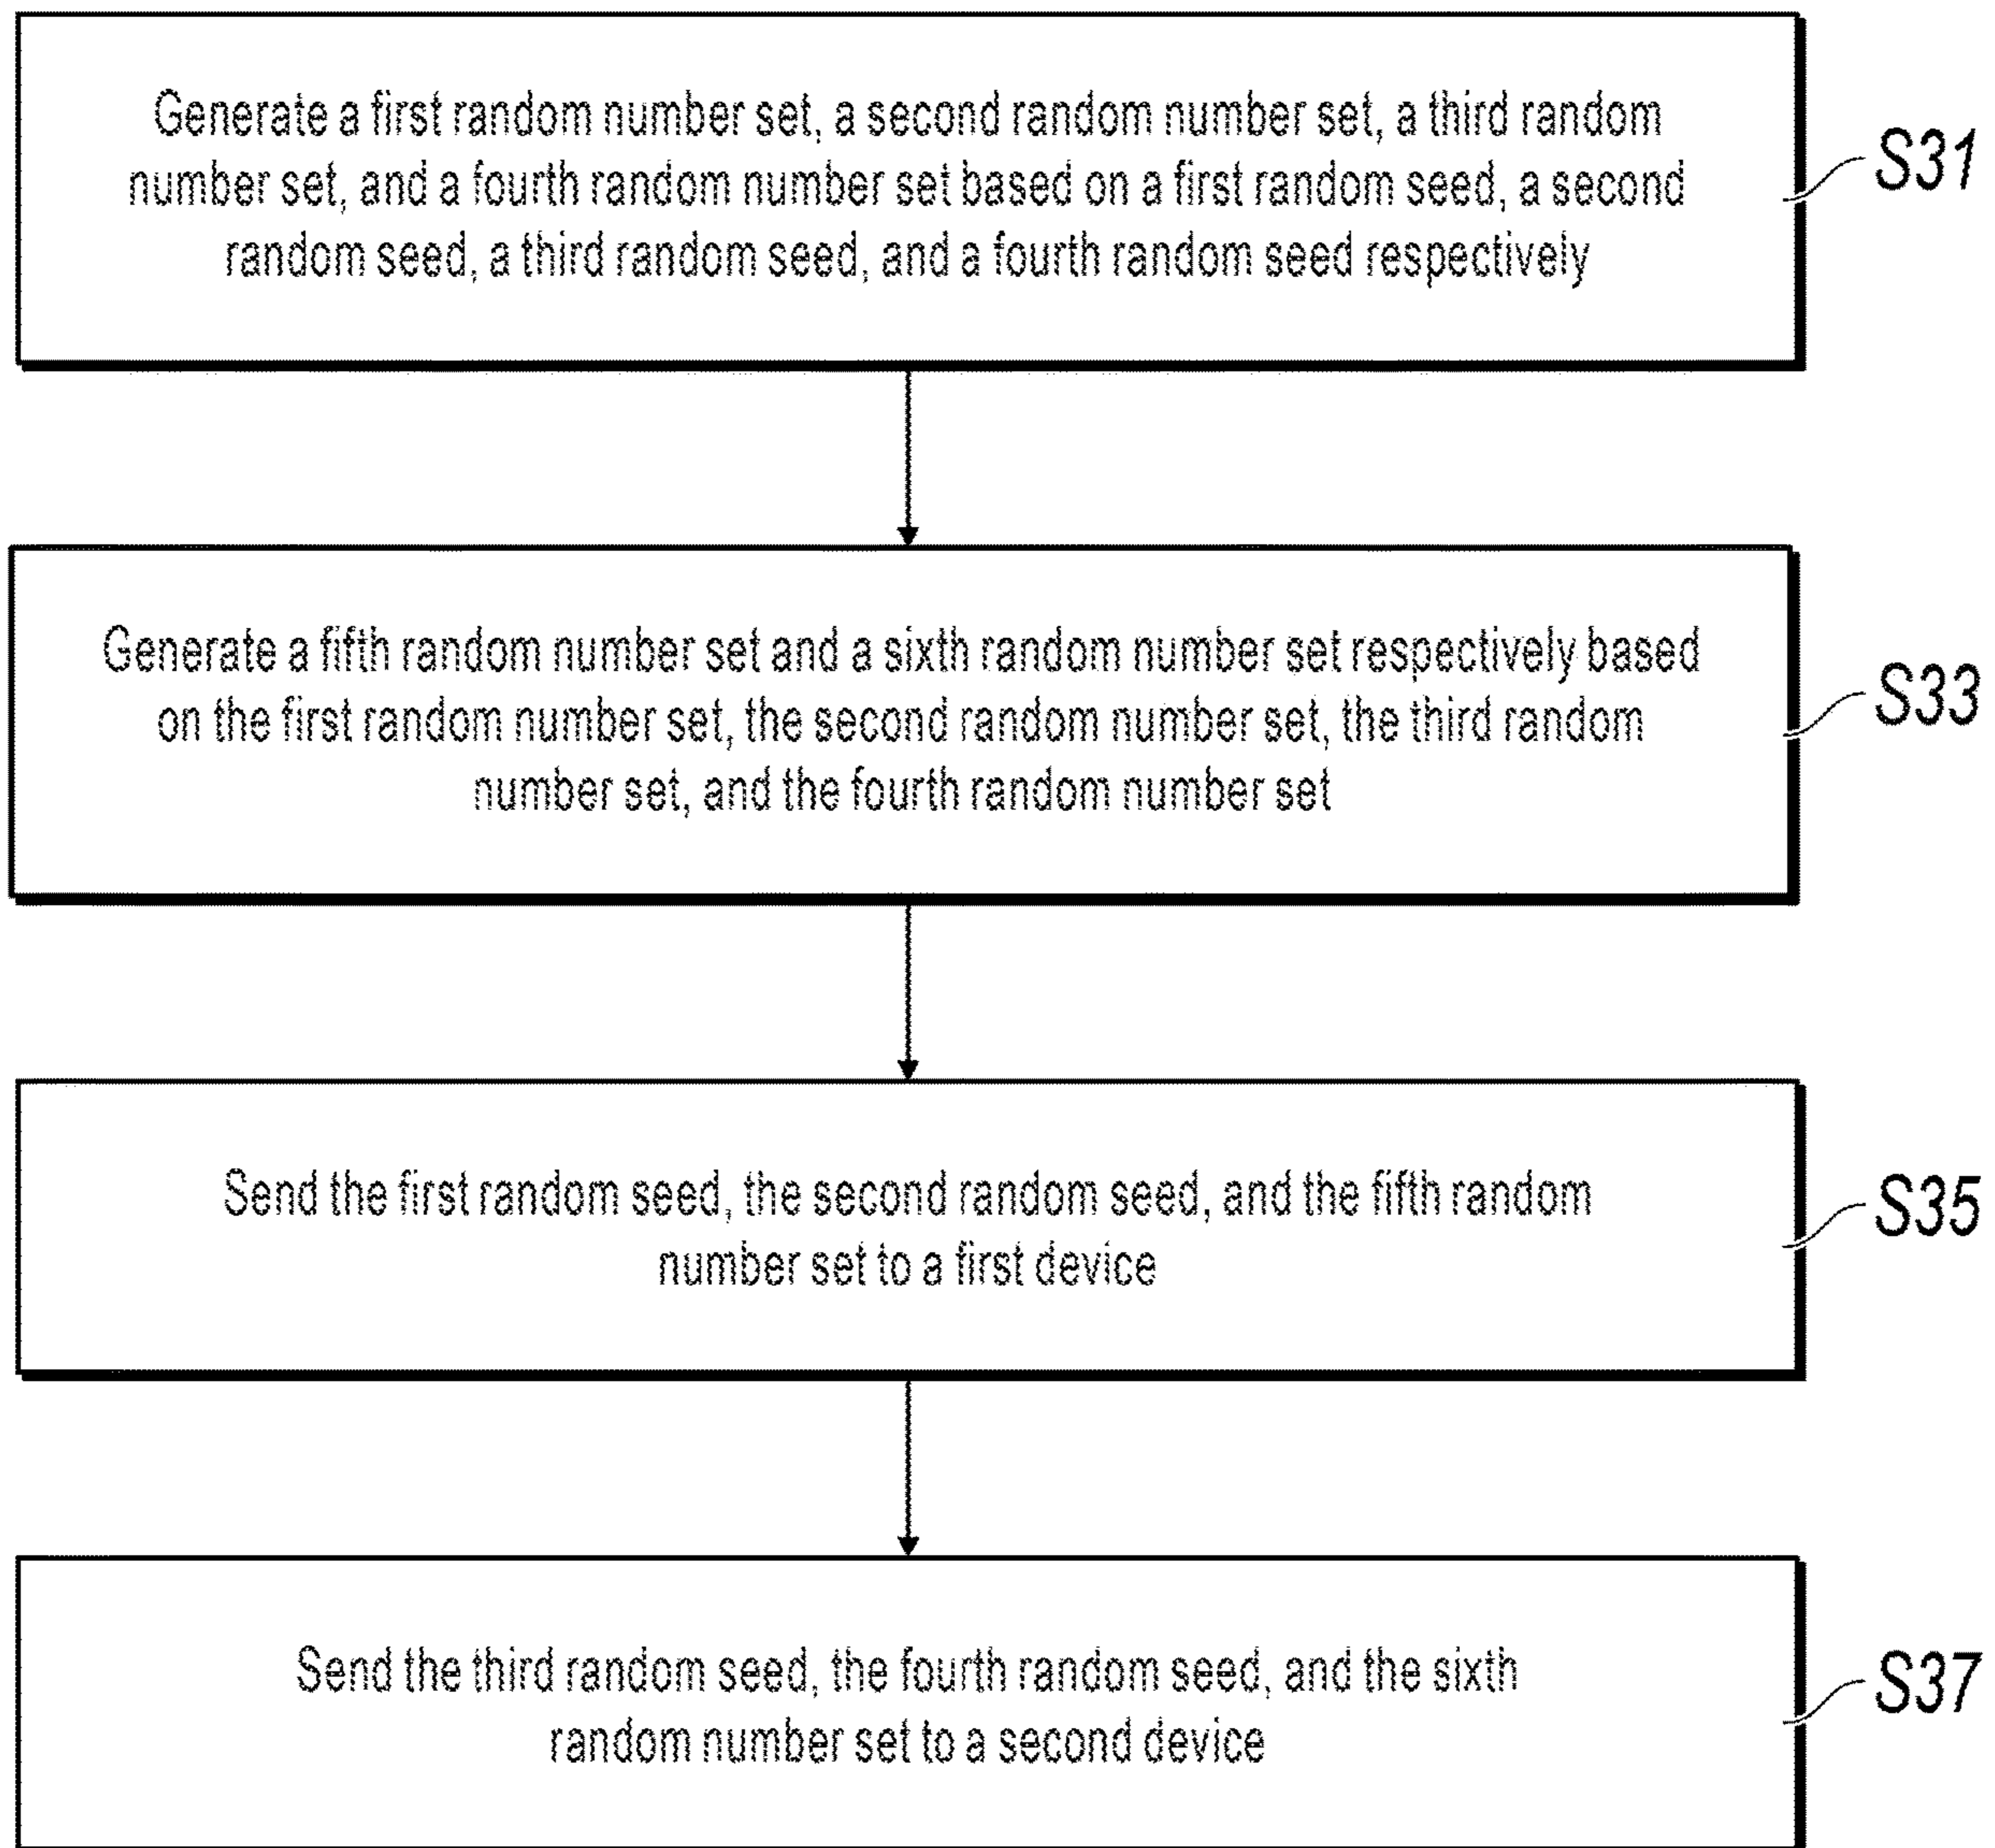 Generate a first random number set, a second random number set, a third random
number set, and a fourth random number set based on a first random seed, a second
random seed, a third random seed, and a fourth random seed respectively
S31
Generate a fifth random number set and a sixth random number set respectively based
on the first random number set, the second random number set, the third random
number set, and the fourth random number set
S33
Send the first random seed, the second random seed, and the fifth random
number set to a first device
S35
Send the third random seed, the fourth random seed, and the sixth
random number set to a second device
S37